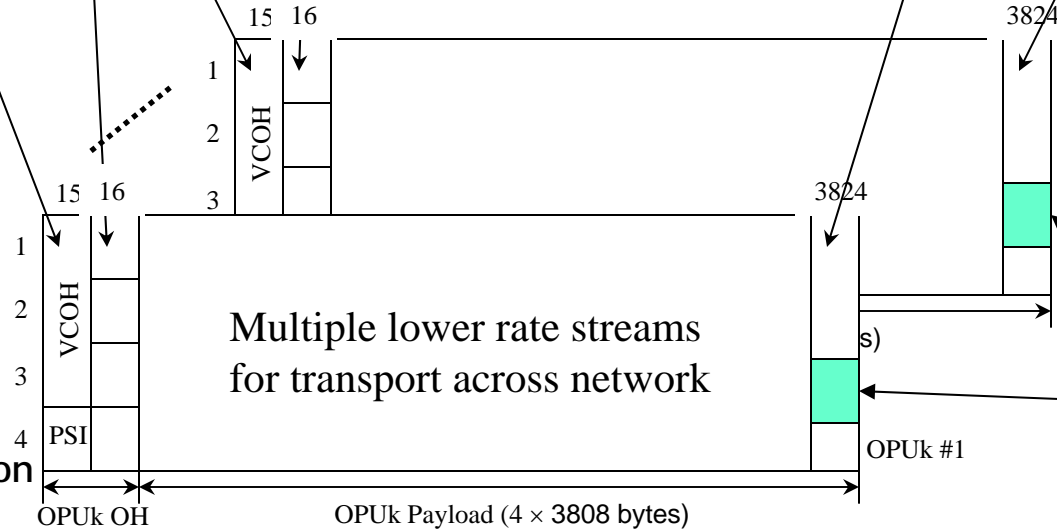 15 16 3824
1
2
VCOH
3
15 16 3824
1
2
VCOH
3
4
PSI
Multiple lower rate streams
for transport across network
s)
OPUk #1
on
OPUk OH
OPUk Payload (4 × 3808 bytes)